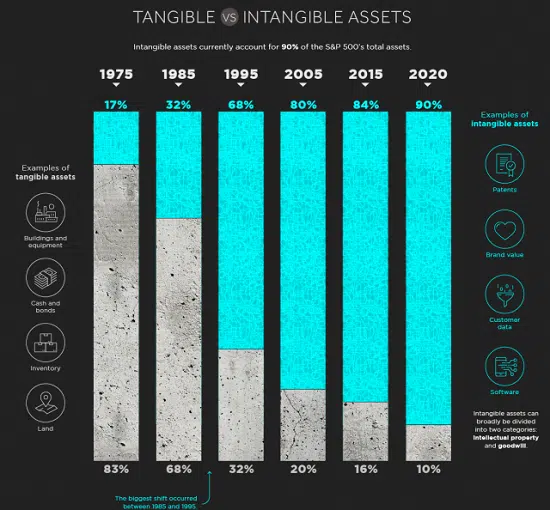 TANGIBLE VS INTANGIBLE ASSETS
Intangible assets currently account for 90% of the S&P 500's total assets.
1975 1985 1995 2005 2015 2020
17% 32% 68% 80% 84% 90%
Examples of
tangible assets
Buildings and
equipment
Cash and
bonds
Inventory
Land
Examples of
intangible assets
Patents
Brand value
Customer
data
Software
Intangible assets can
broadly be divided
into two categories:
Intellectual property
and goodwill.
83% 68% 32% 20% 16% 10%
The biggest shift occurred
between 1985 and 1995.